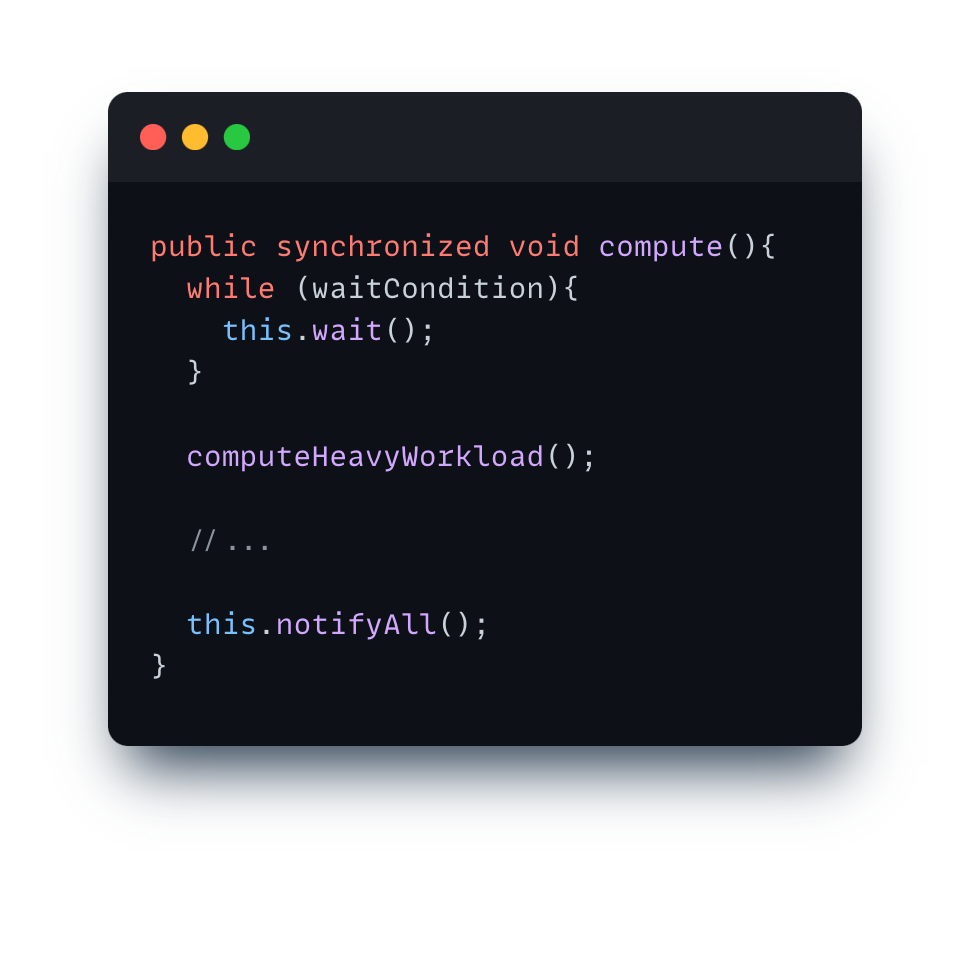 public synchronized void compute(){
  while (waitCondition){
    this.wait();
  }

  computeHeavyWorkload();

  // ...

  this.notifyAll();
}